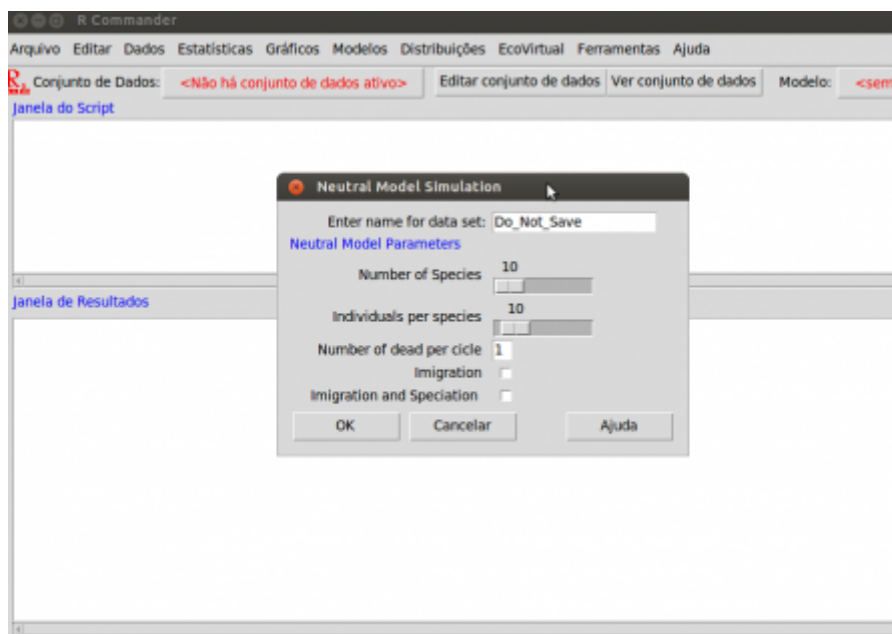 R Commander
Arquivo Editar Dados Estatísticas Gráficos Modelos Distribuições EcoVirtual Ferramentas Ajuda
Conjunto de Dados: <Não há conjunto de dados ativo> Editar conjunto de dados Ver conjunto de dados Modelo: <sem
Janela do Script
Neutral Model Simulation
Enter name for data set: Do_Not_Save
Neutral Model Parameters
10
Number of Species
10
Individuals per species
Number of dead per cicle 1
Imigration
Imigration and Speciation
OK Cancelar Ajuda
Janela de Resultados